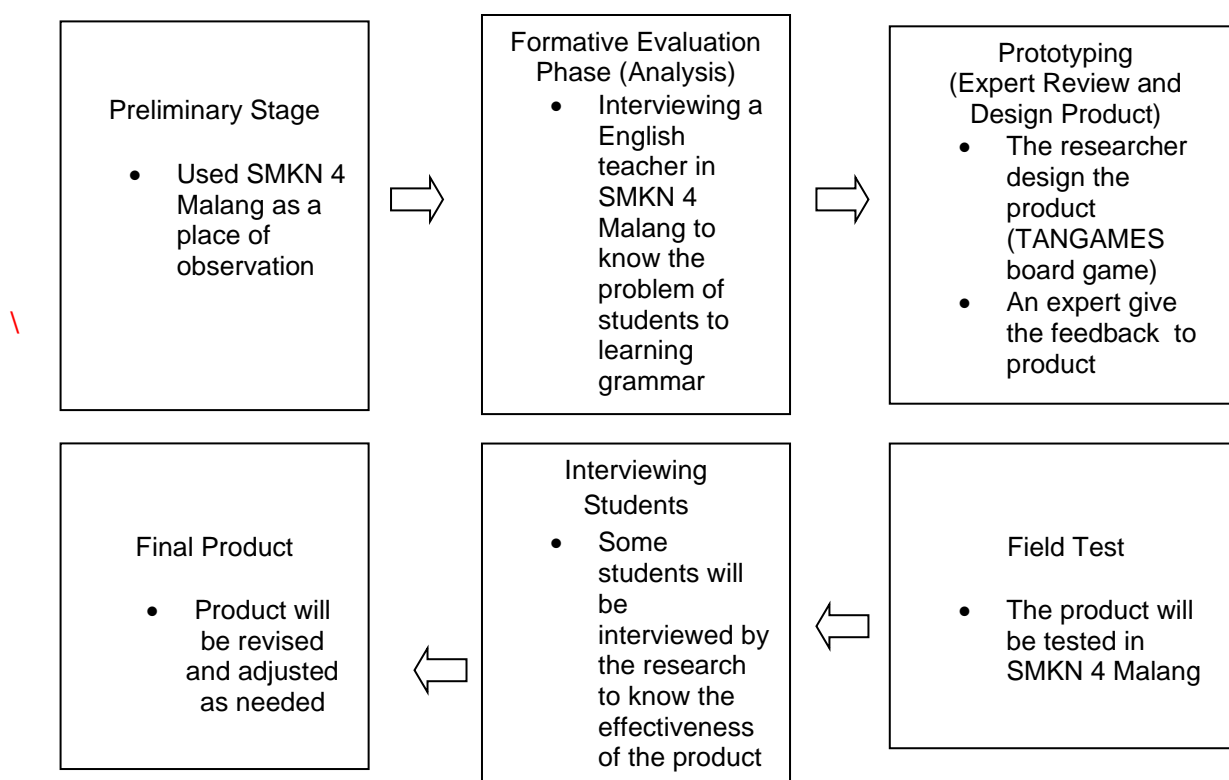 Preliminary Stage
• Used SMKN 4
Malang as a
place of
observation
Formative Evaluation
Phase (Analysis)
• Interviewing a
English
teacher in
SMKN 4
Malang to
know the
problem of
students to
learning
grammar
Prototyping
(Expert Review and
Design Product)
• The researcher
design the
product
(TANGAMES
board game)
• An expert give
the feedback to
product
\
Field Test
• The product will
be tested in
SMKN 4 Malang
Interviewing
Students
• Some
students will
be
interviewed by
the research
to know the
effectiveness
of the product
Final Product
• Product will
be revised
and adjusted
as needed